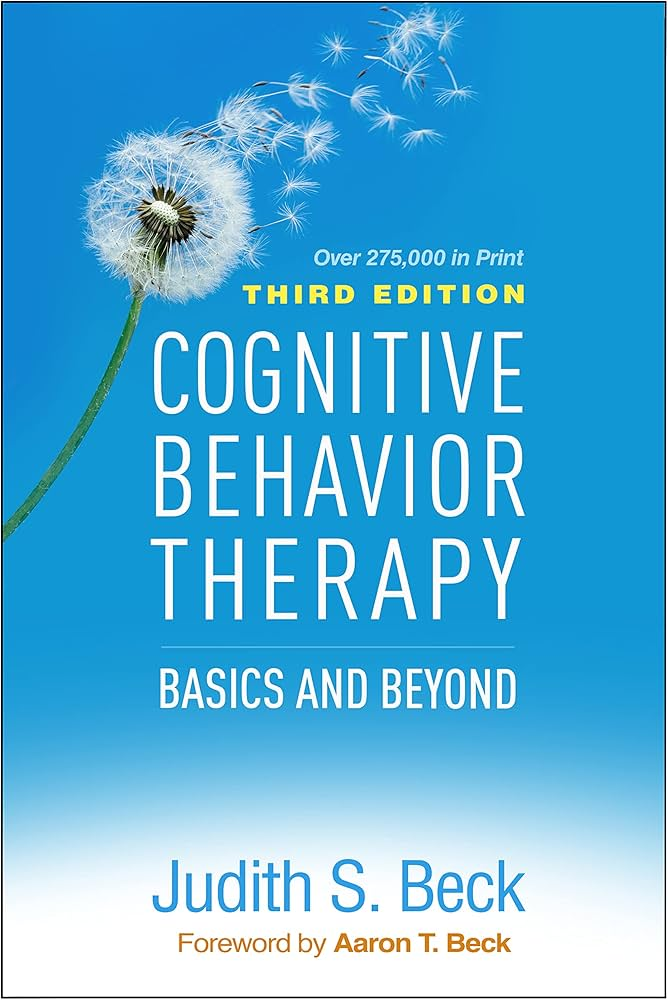 Over 275,000 in Print
THIRD EDITION
COGNITIVE
BEHAVIOR
THERAPY
BASICS AND BEYOND
Judith S. Beck
Foreword by Aaron T. Beck